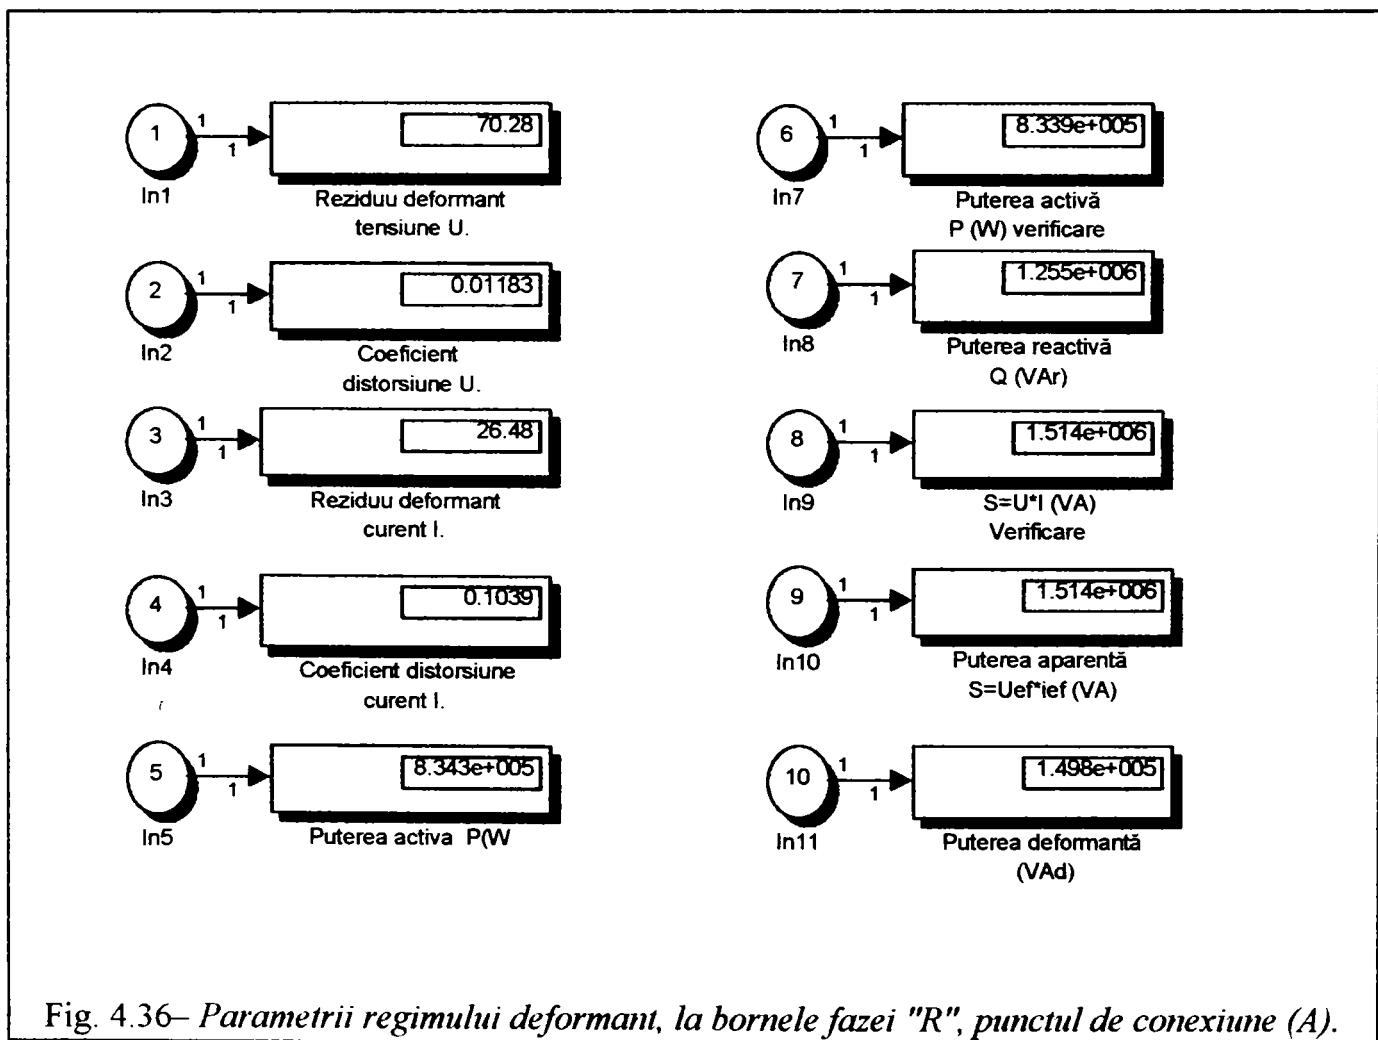 1
1
1
70.28
In1
Reziduu deformant
tensiune U.
2
1
1
0.01183
In2
Coeficient
distorsiune U.
3
1
1
26.48
In3
Reziduu deformant
curent I.
4
1
1
0.1039
In4
Coeficient distorsiune
curent I.
5
1
1
8.343e+005
In5
Puterea activa P(W
6
1
1
8.339e+005
In7
Puterea activă
P (W) verificare
7
1
1
1.255e+006
In8
Puterea reactivă
Q (VAr)
8
1
1
1.514e+006
In9
S=U*I (VA)
Verificare
9
1
1
1.514e+006
In10
Puterea aparentă
S=Uef*ief (VA)
10
1
1
1.498e+005
In11
Puterea deformantă
(VAd)
Fig. 4.36– Parametrii regimului deformant, la bornele fazei "R", punctul de conexiune (A).